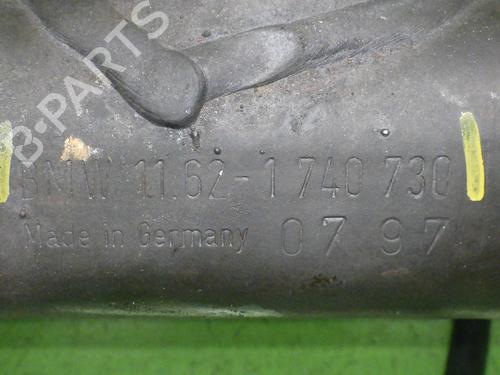 B-PARTS
BMW 11.62-1 740 730
Made in Germany 07 97